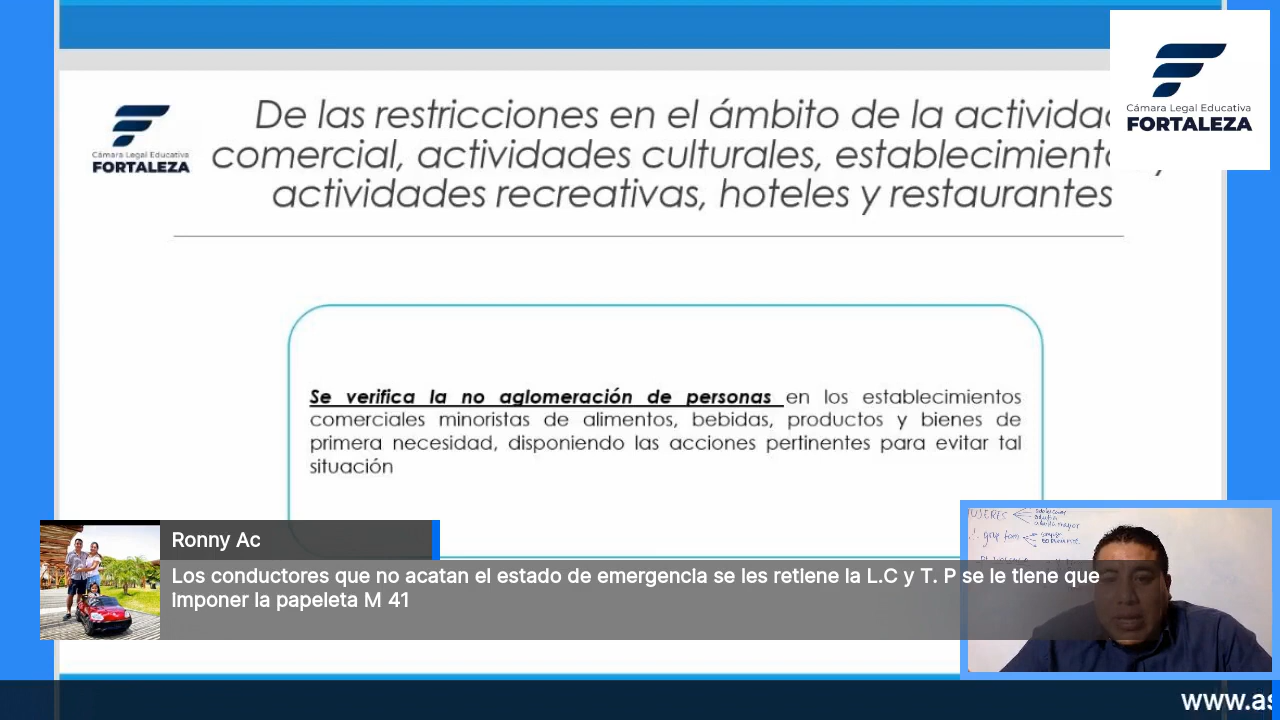 Cámara Legal Educativa
FORTALEZA
Cámara Legal Educativa
FORTALEZA
De las restricciones en el ámbito de la
comercial, actividades culturales,
actividades recreativas, hoteles y restaurantes
Se verifica la no aglomeración de personas en los establecimientos
comerciales minoristas de alimentos, bebidas, productos y bienes de
primera necesidad, disponiendo las acciones pertinentes para evitar tal
situación
Ronny Ac
Los conductores que no acatan el estado de emergencia se les retiene la L.C y T. P se le tiene que
imponer la papeleta M 41
adulta mayor
www.as